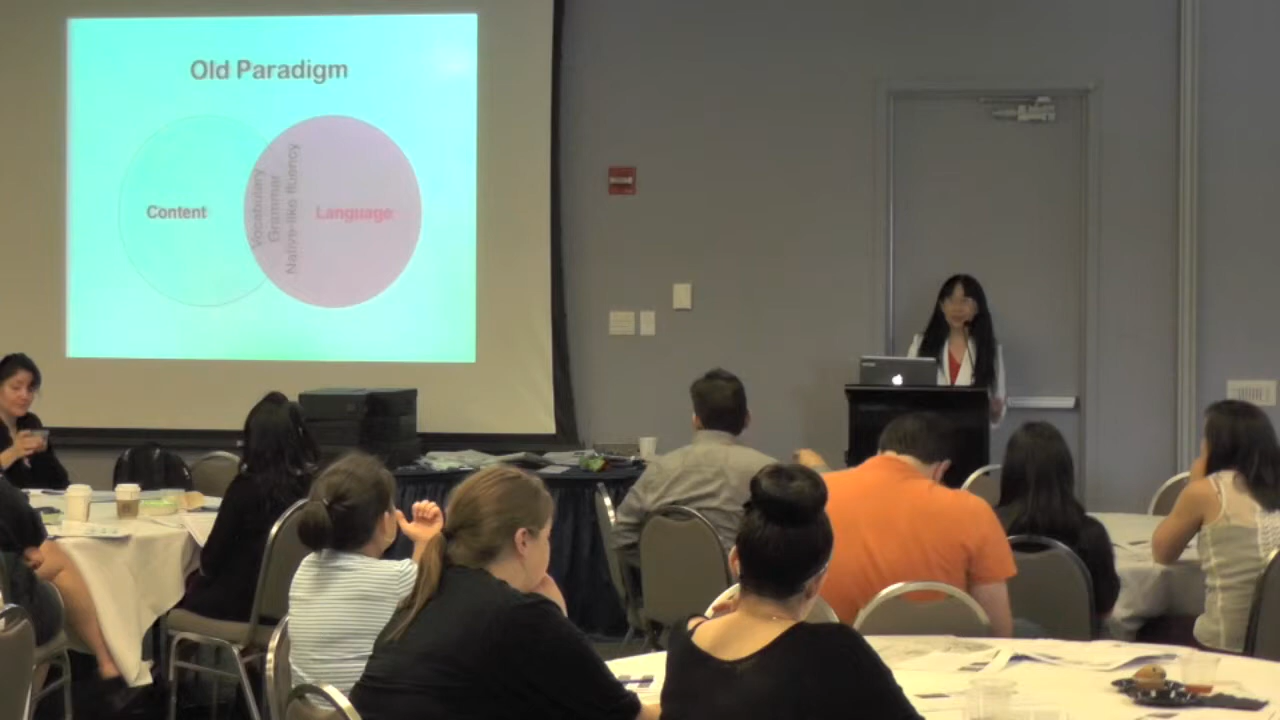 Old Paradigm
Content
Vocabulary
Grammar
Native-like fluency
Language